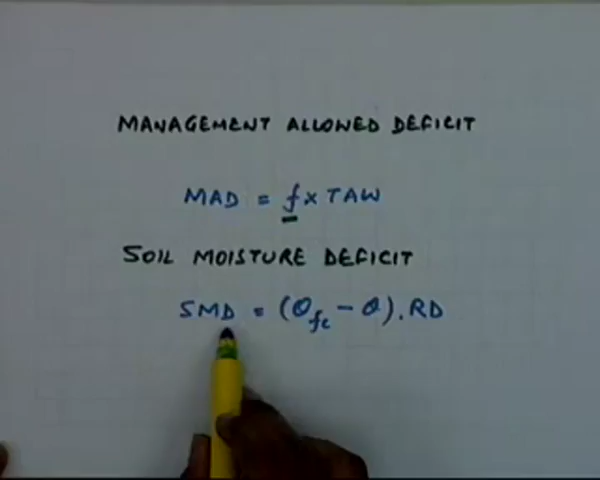 MANAGEMENT ALLOWED DEFICIT
MAD = f x TAW
SOIL MOISTURE DEFICIT
SMD = (θfc - θ).RD